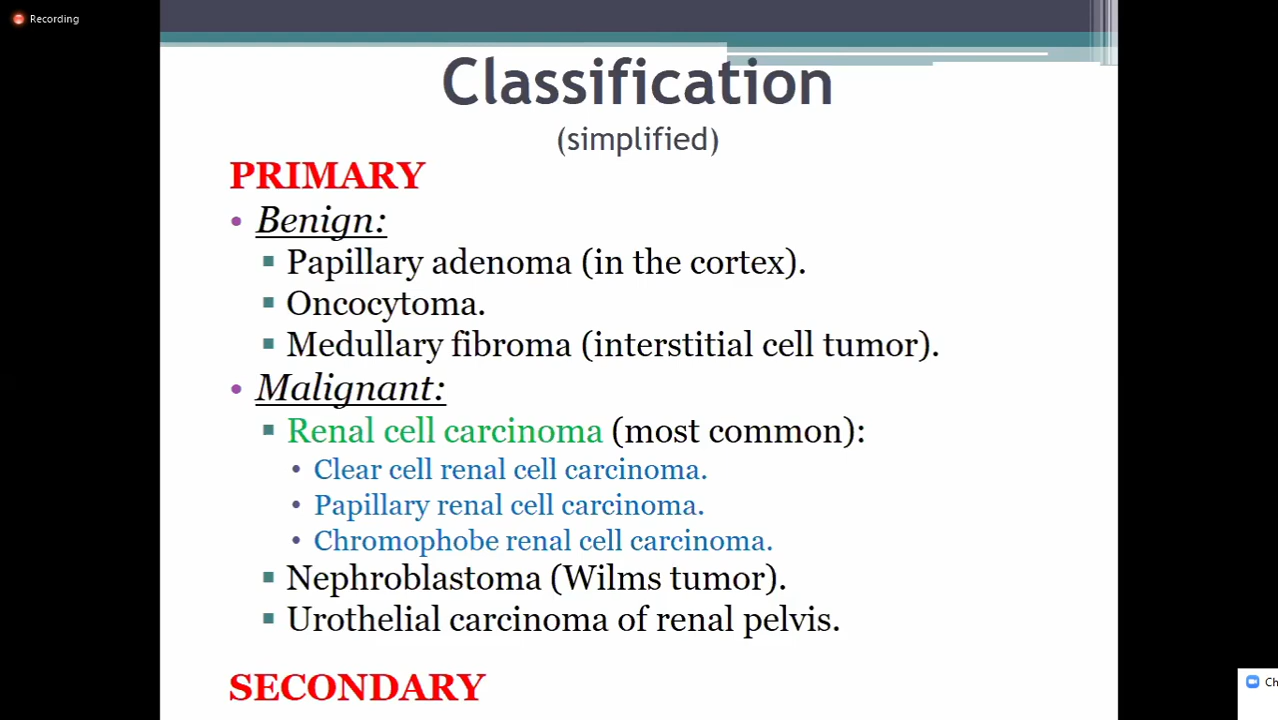 Recording
Classification
(simplified)
PRIMARY
• Benign:
▪ Papillary adenoma (in the cortex).
▪ Oncocytoma.
▪ Medullary fibroma (interstitial cell tumor).
• Malignant:
▪ Renal cell carcinoma (most common):
• Clear cell renal cell carcinoma.
• Papillary renal cell carcinoma.
• Chromophobe renal cell carcinoma.
▪ Nephroblastoma (Wilms tumor).
▪ Urothelial carcinoma of renal pelvis.
SECONDARY